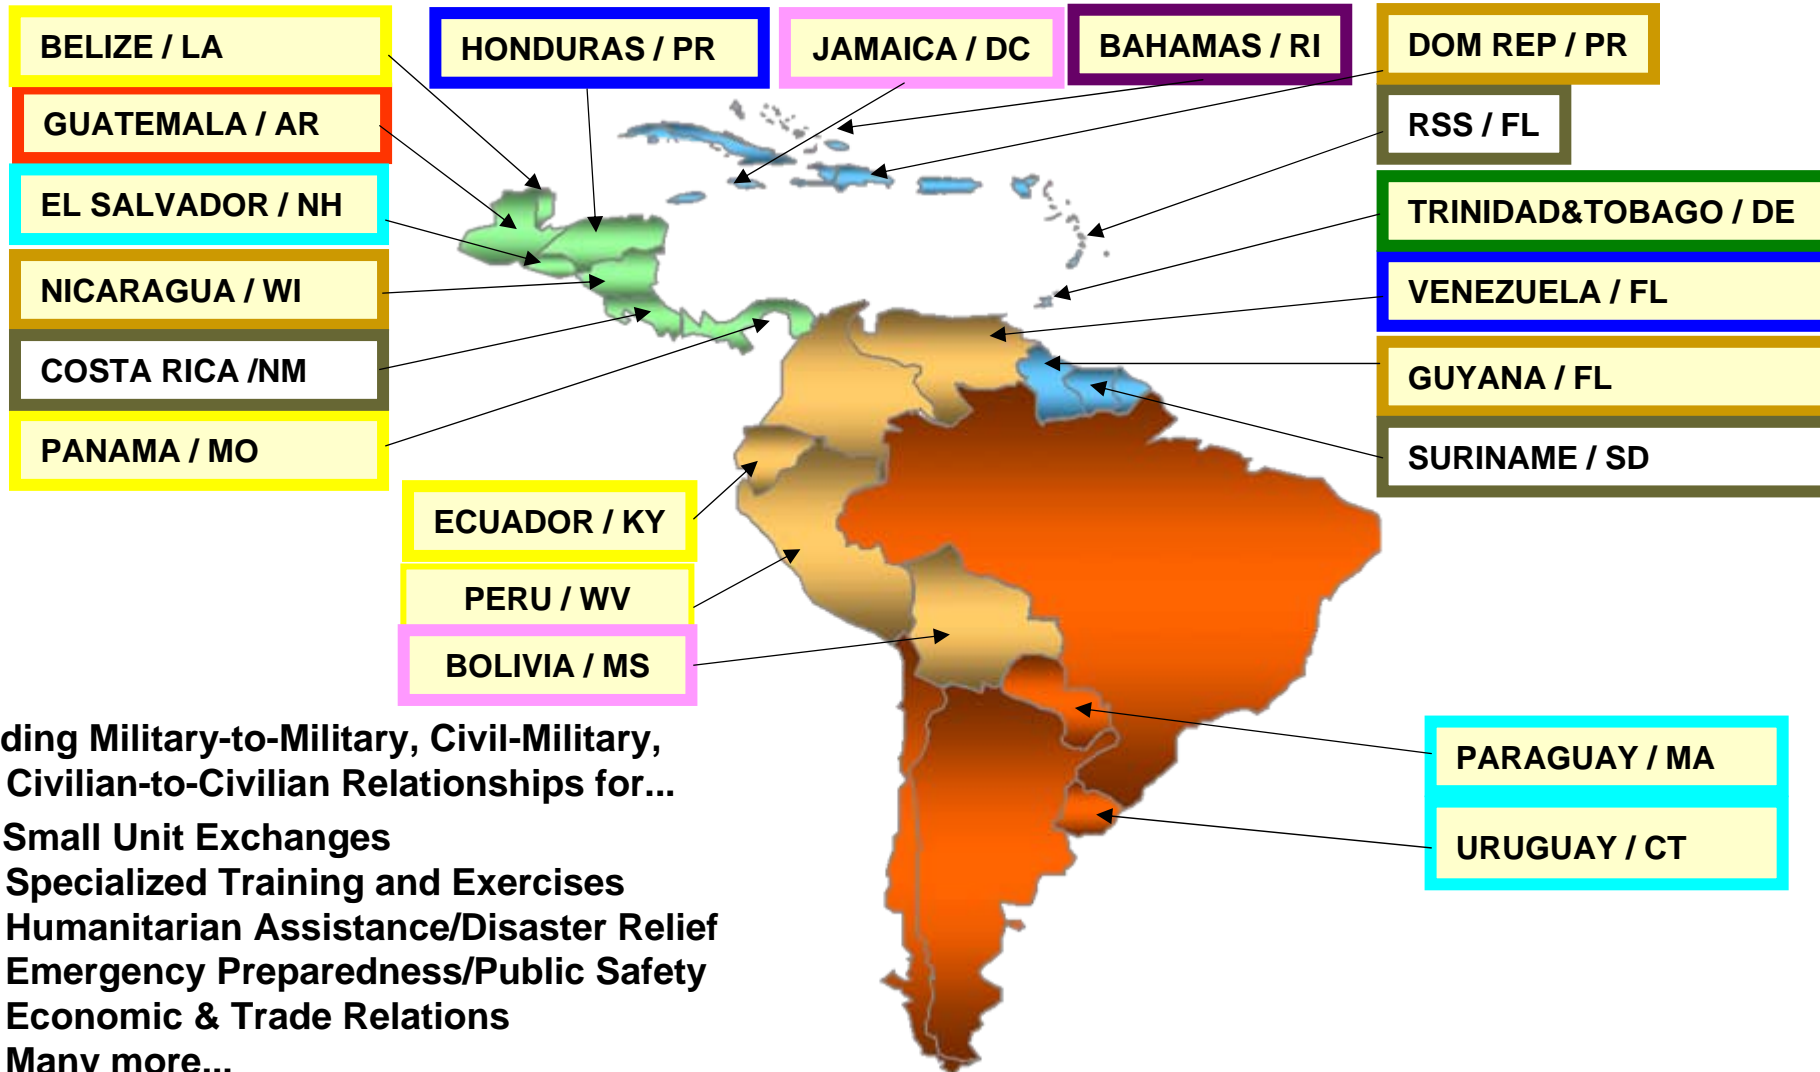 BELIZE / LA
HONDURAS / PR
JAMAICA / DC
BAHAMAS / RI
DOM REP / PR
GUATEMALA / AR
RSS / FL
EL SALVADOR / NH
TRINIDAD&TOBAGO / DE
NICARAGUA / WI
VENEZUELA / FL
COSTA RICA /NM
GUYANA / FL
PANAMA / MO
SURINAME / SD
ECUADOR / KY
PERU / WV
BOLIVIA / MS
PARAGUAY / MA
URUGUAY / CT
ding Military-to-Military, Civil-Military,
Civilian-to-Civilian Relationships for...
Small Unit Exchanges
Specialized Training and Exercises
Humanitarian Assistance/Disaster Relief
Emergency Preparedness/Public Safety
Economic & Trade Relations
Many more...